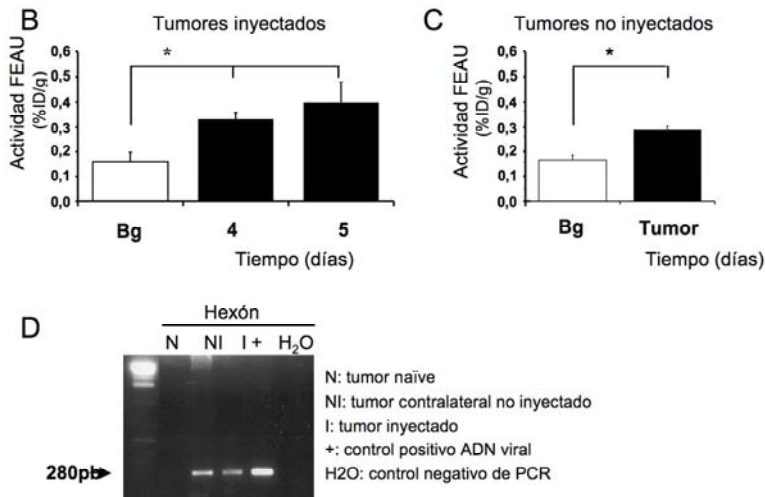 B
Tumores inyectados
Actividad FEAU
(%ID/g)
0,6
0,5
0,4
0,3
0,2
0,1
0,0
*
Bg
4
5
Tiempo (días)
C
Tumores no inyectados
Actividad FEAU
(%ID/g)
0,6
0,5
0,4
0,3
0,2
0,1
0,0
*
Bg
Tumor
Tiempo (días)
D
Hexón
N NI I + H₂O
280pb
N: tumor naïve
NI: tumor contralateral no inyectado
I: tumor inyectado
+: control positivo ADN viral
H2O: control negativo de PCR